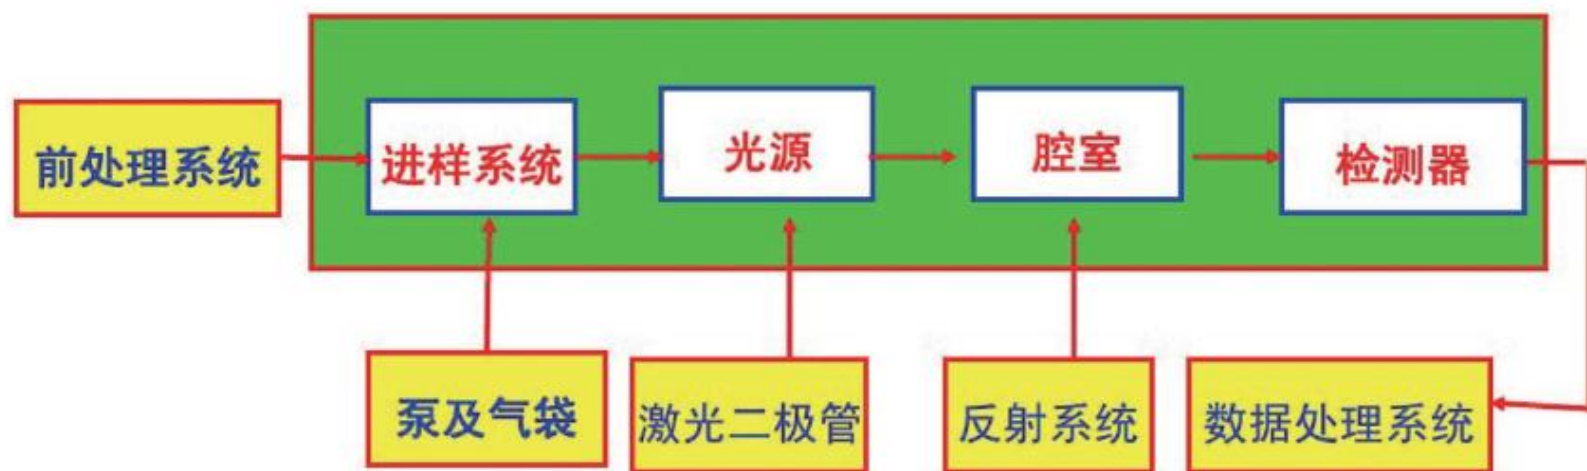 前处理系统
进样系统
光源
腔室
检测器
泵及气袋
激光二极管
反射系统
数据处理系统